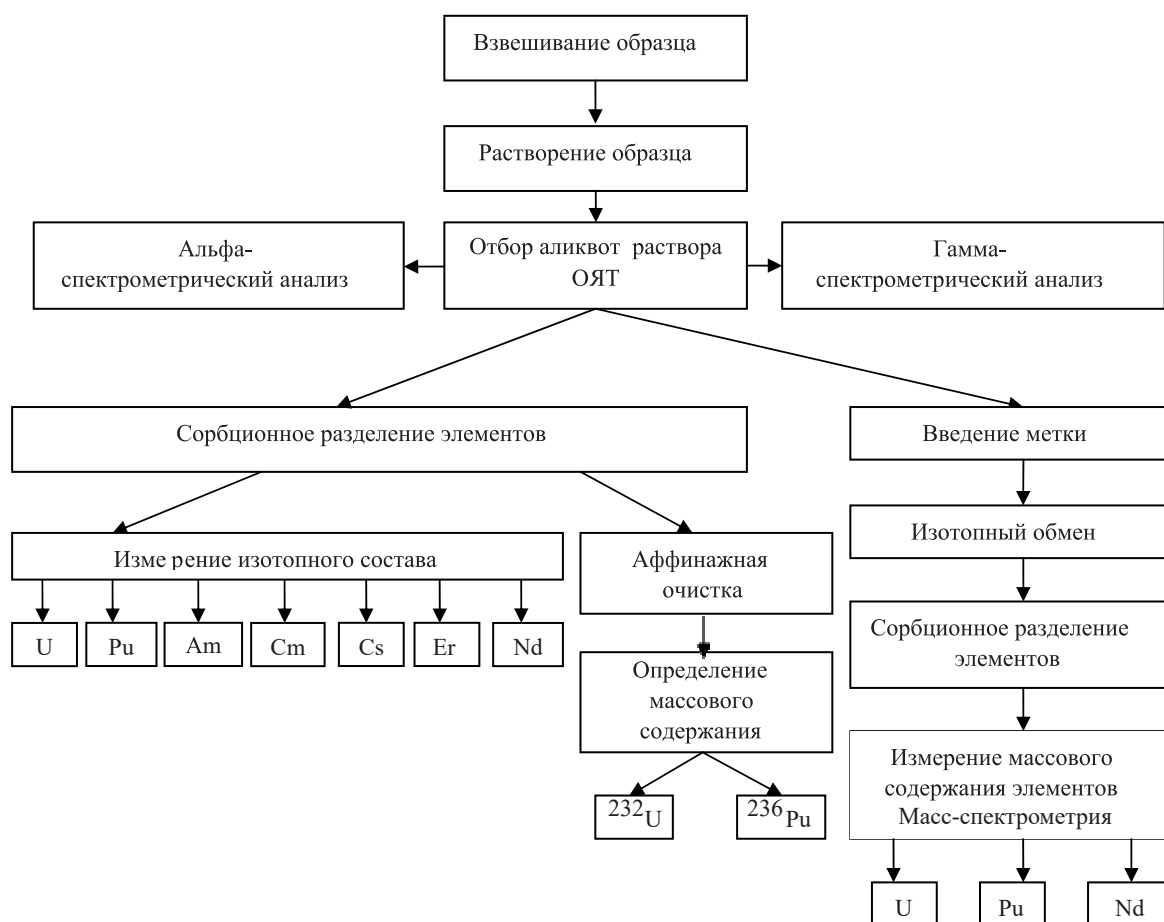 Взвешивание образца
Растворение образца
Альфа-
спектрометрический анализ
Отбор аликвот раствора
ОЯТ
Гамма-
спектрометрический анализ
Сорбционное разделение элементов
Введение метки
Измерение изотопного состава
Аффинажная
очистка
Изотопный обмен
U
Pu
Am
Cm
Cs
Er
Nd
Сорбционное разделение
элементов
Определение
массового
содержания
Измерение массового
содержания элементов
Масс-спектрометрия
232U
236Pu
U
Pu
Nd